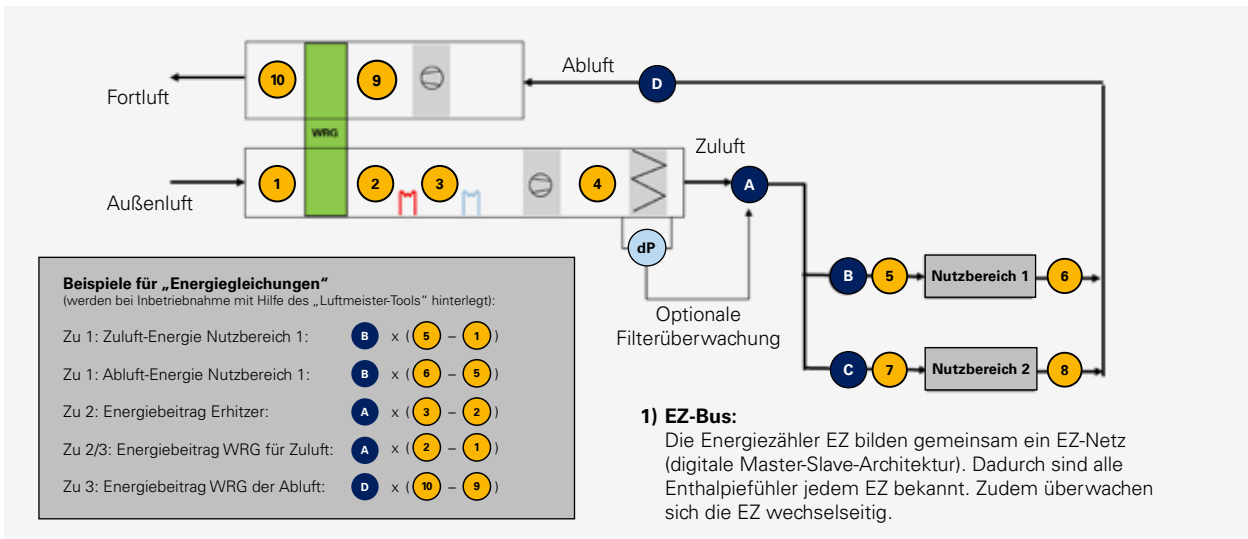 10
9
Abluft
D
Fortluft
WRG
Zuluft
1
2
3
4
A
Außenluft
dP
B
5
Nutzbereich 1
6
Optionale
Filterüberwachung
C
7
Nutzbereich 2
8
Beispiele für „Energiegleichungen“
(werden bei Inbetriebnahme mit Hilfe des „Luftmeister-Tools“ hinterlegt):
Zu 1: Zuluft-Energie Nutzbereich 1: B x ( 5 – 1 )
Zu 1: Abluft-Energie Nutzbereich 1: B x ( 6 – 5 )
Zu 2: Energiebeitrag Erhitzer: A x ( 3 – 2 )
Zu 2/3: Energiebeitrag WRG für Zuluft: A x ( 2 – 1 )
Zu 3: Energiebeitrag WRG der Abluft: D x ( 10 – 9 )
1) EZ-Bus:
Die Energiezähler EZ bilden gemeinsam ein EZ-Netz
(digitale Master-Slave-Architektur). Dadurch sind alle
Enthalpiefühler jedem EZ bekannt. Zudem überwachen
sich die EZ wechselseitig.